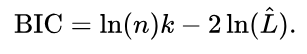 BIC = ln(n)k − 2 ln(L̂).